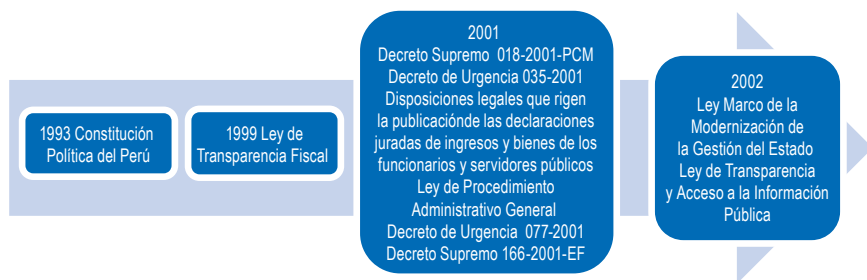 1993 Constitución
Política del Perú
1999 Ley de
Transparencia Fiscal
2001
Decreto Supremo 018-2001-PCM
Decreto de Urgencia 035-2001
Disposiciones legales que rigen
la publicaciónde las declaraciones
juradas de ingresos y bienes de los
funcionarios y servidores públicos
Ley de Procedimiento
Administrativo General
Decreto de Urgencia 077-2001
Decreto Supremo 166-2001-EF
2002
Ley Marco de la
Modernización de
la Gestión del Estado
Ley de Transparencia
y Acceso a la Información
Pública